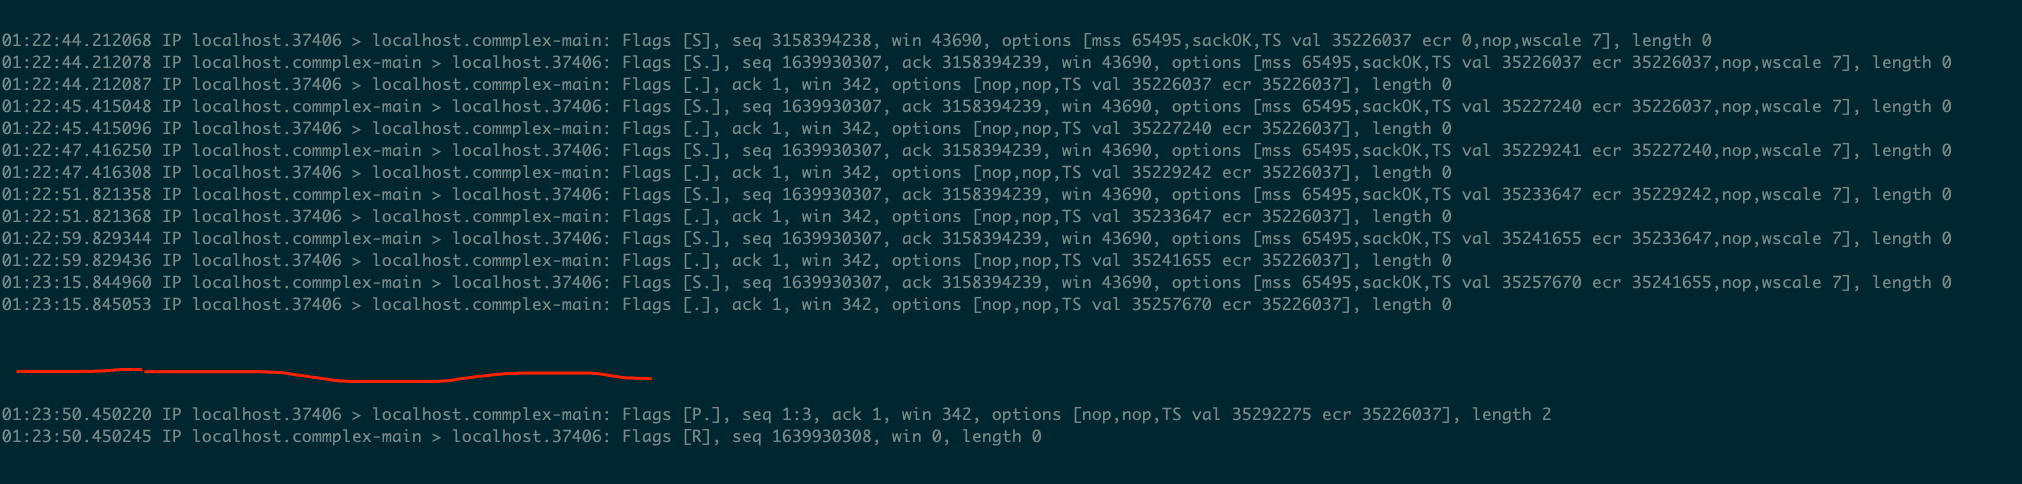 01:22:44.212068 IP localhost.37406 > localhost.commplex-main: Flags [S], seq 3158394238, win 43690, options [mss 65495,sackOK,TS val 35226037 ecr 0,nop,wscale 7], length 0
01:22:44.212078 IP localhost.commplex-main > localhost.37406: Flags [S.], seq 1639930307, ack 3158394239, win 43690, options [mss 65495,sackOK,TS val 35226037 ecr 35226037,nop,wscale 7], length 0
01:22:44.212087 IP localhost.37406 > localhost.commplex-main: Flags [.], ack 1, win 342, options [nop,nop,TS val 35226037 ecr 35226037], length 0
01:22:45.415048 IP localhost.commplex-main > localhost.37406: Flags [S.], seq 1639930307, ack 3158394239, win 43690, options [mss 65495,sackOK,TS val 35227240 ecr 35226037,nop,wscale 7], length 0
01:22:45.415096 IP localhost.37406 > localhost.commplex-main: Flags [.], ack 1, win 342, options [nop,nop,TS val 35227240 ecr 35226037], length 0
01:22:47.416250 IP localhost.commplex-main > localhost.37406: Flags [S.], seq 1639930307, ack 3158394239, win 43690, options [mss 65495,sackOK,TS val 35229241 ecr 35227240,nop,wscale 7], length 0
01:22:47.416308 IP localhost.37406 > localhost.commplex-main: Flags [.], ack 1, win 342, options [nop,nop,TS val 35229242 ecr 35226037], length 0
01:22:51.821358 IP localhost.commplex-main > localhost.37406: Flags [S.], seq 1639930307, ack 3158394239, win 43690, options [mss 65495,sackOK,TS val 35233647 ecr 35229242,nop,wscale 7], length 0
01:22:51.821368 IP localhost.37406 > localhost.commplex-main: Flags [.], ack 1, win 342, options [nop,nop,TS val 35233647 ecr 35226037], length 0
01:22:59.829344 IP localhost.commplex-main > localhost.37406: Flags [S.], seq 1639930307, ack 3158394239, win 43690, options [mss 65495,sackOK,TS val 35241655 ecr 35233647,nop,wscale 7], length 0
01:22:59.829436 IP localhost.37406 > localhost.commplex-main: Flags [.], ack 1, win 342, options [nop,nop,TS val 35241655 ecr 35226037], length 0
01:23:15.844960 IP localhost.commplex-main > localhost.37406: Flags [S.], seq 1639930307, ack 3158394239, win 43690, options [mss 65495,sackOK,TS val 35257670 ecr 35241655,nop,wscale 7], length 0
01:23:15.845053 IP localhost.37406 > localhost.commplex-main: Flags [.], ack 1, win 342, options [nop,nop,TS val 35257670 ecr 35226037], length 0
01:23:50.450220 IP localhost.37406 > localhost.commplex-main: Flags [P.], seq 1:3, ack 1, win 342, options [nop,nop,TS val 35292275 ecr 35226037], length 2
01:23:50.450245 IP localhost.commplex-main > localhost.37406: Flags [R], seq 1639930308, win 0, length 0